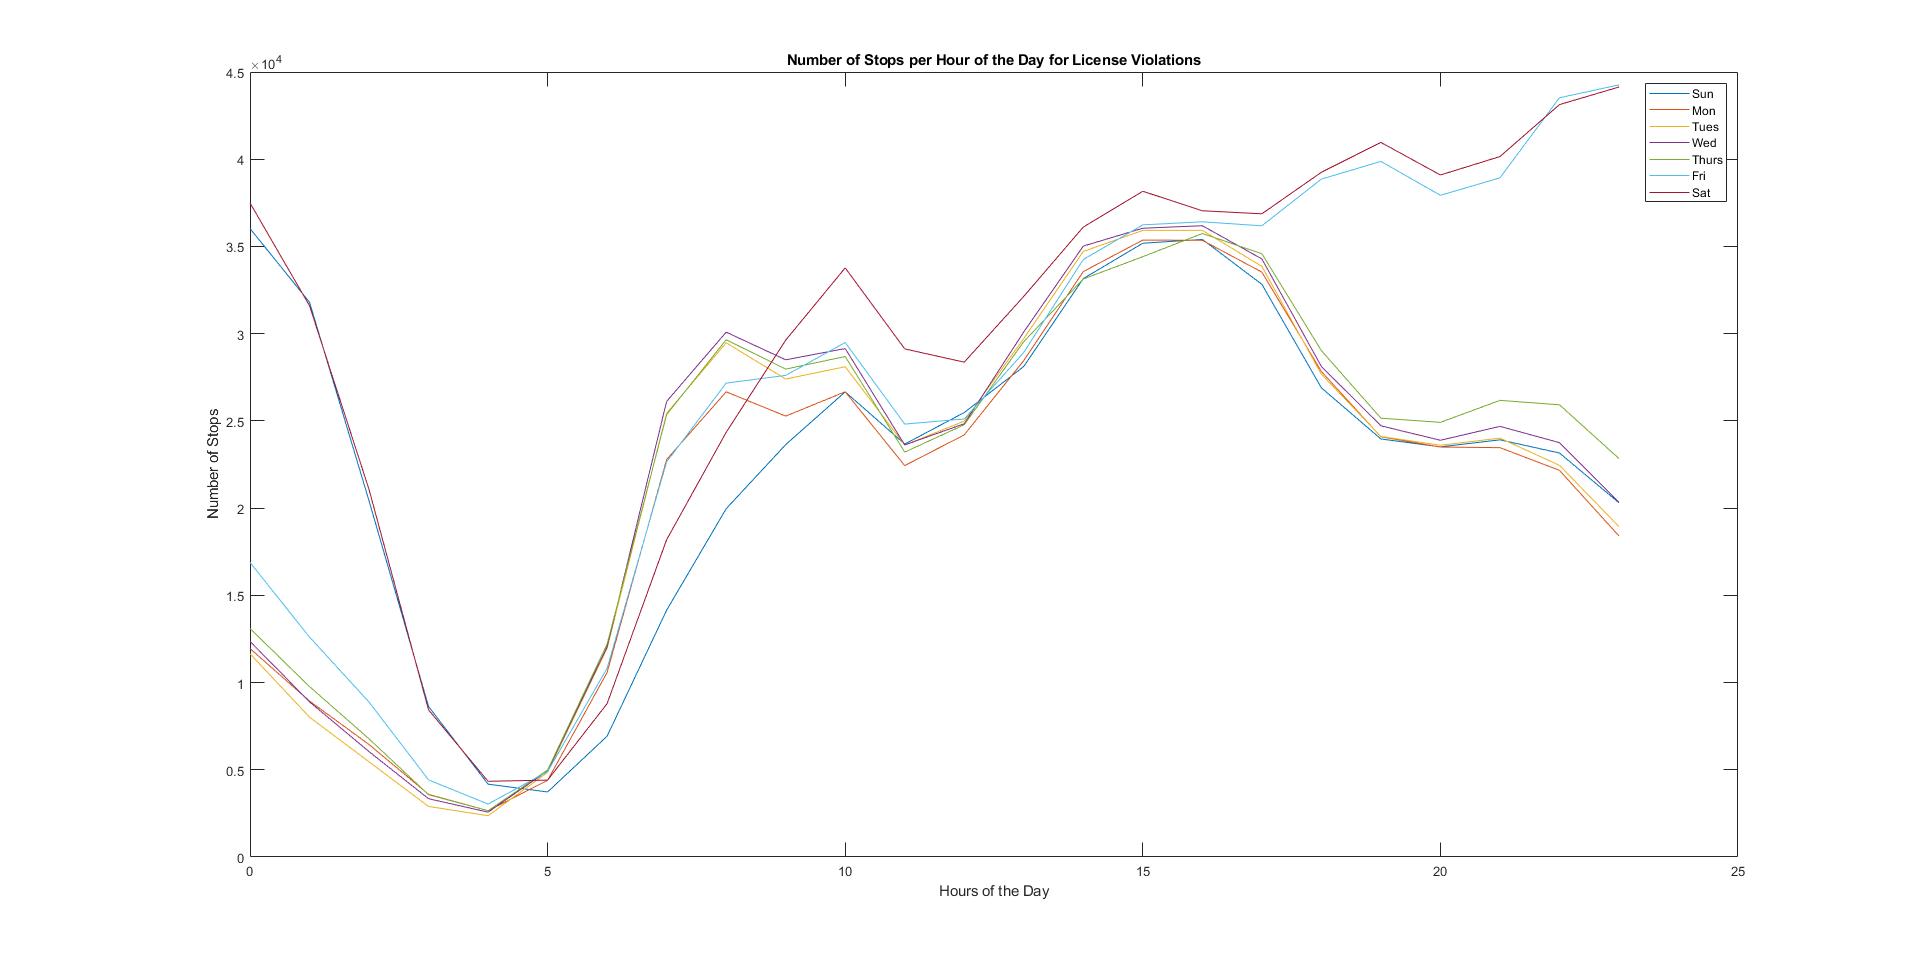 Number of Stops per Hour of the Day for License Violations
×10⁴
4.5
4
3.5
3
2.5
2
1.5
1
0.5
0
Number of Stops
0 5 10 15 20 25
Hours of the Day
Sun
Mon
Tues
Wed
Thurs
Fri
Sat